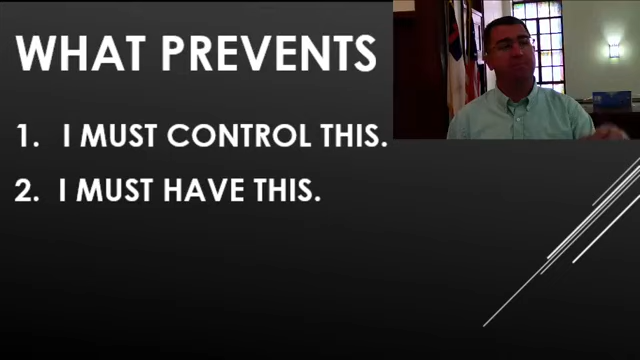 WHAT PREVENTS
1. I MUST CONTROL THIS.
2. I MUST HAVE THIS.